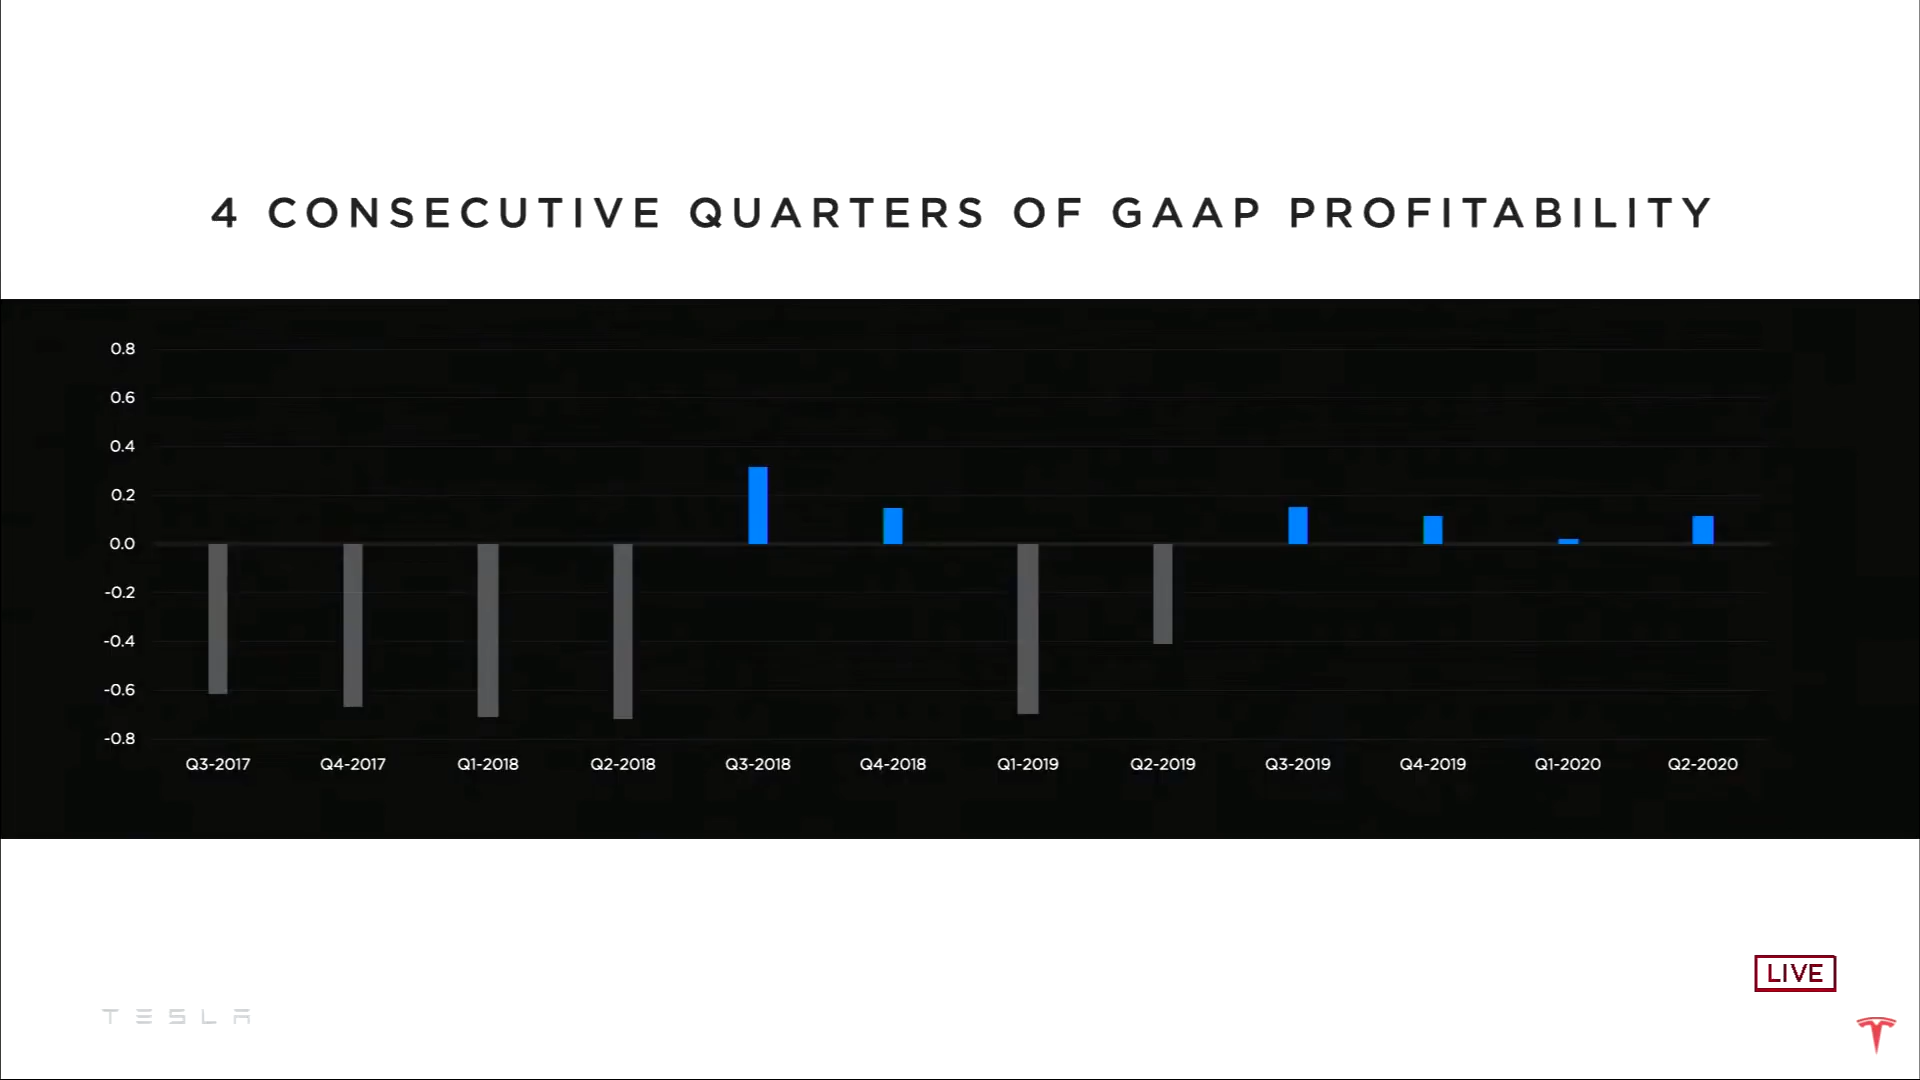 4 CONSECUTIVE QUARTERS OF GAAP PROFITABILITY
0.8
0.6
0.4
0.2
0.0
-0.2
-0.4
-0.6
-0.8
Q3-2017 Q4-2017 Q1-2018 Q2-2018 Q3-2018 Q4-2018 Q1-2019 Q2-2019 Q3-2019 Q4-2019 Q1-2020 Q2-2020
LIVE
TESLA